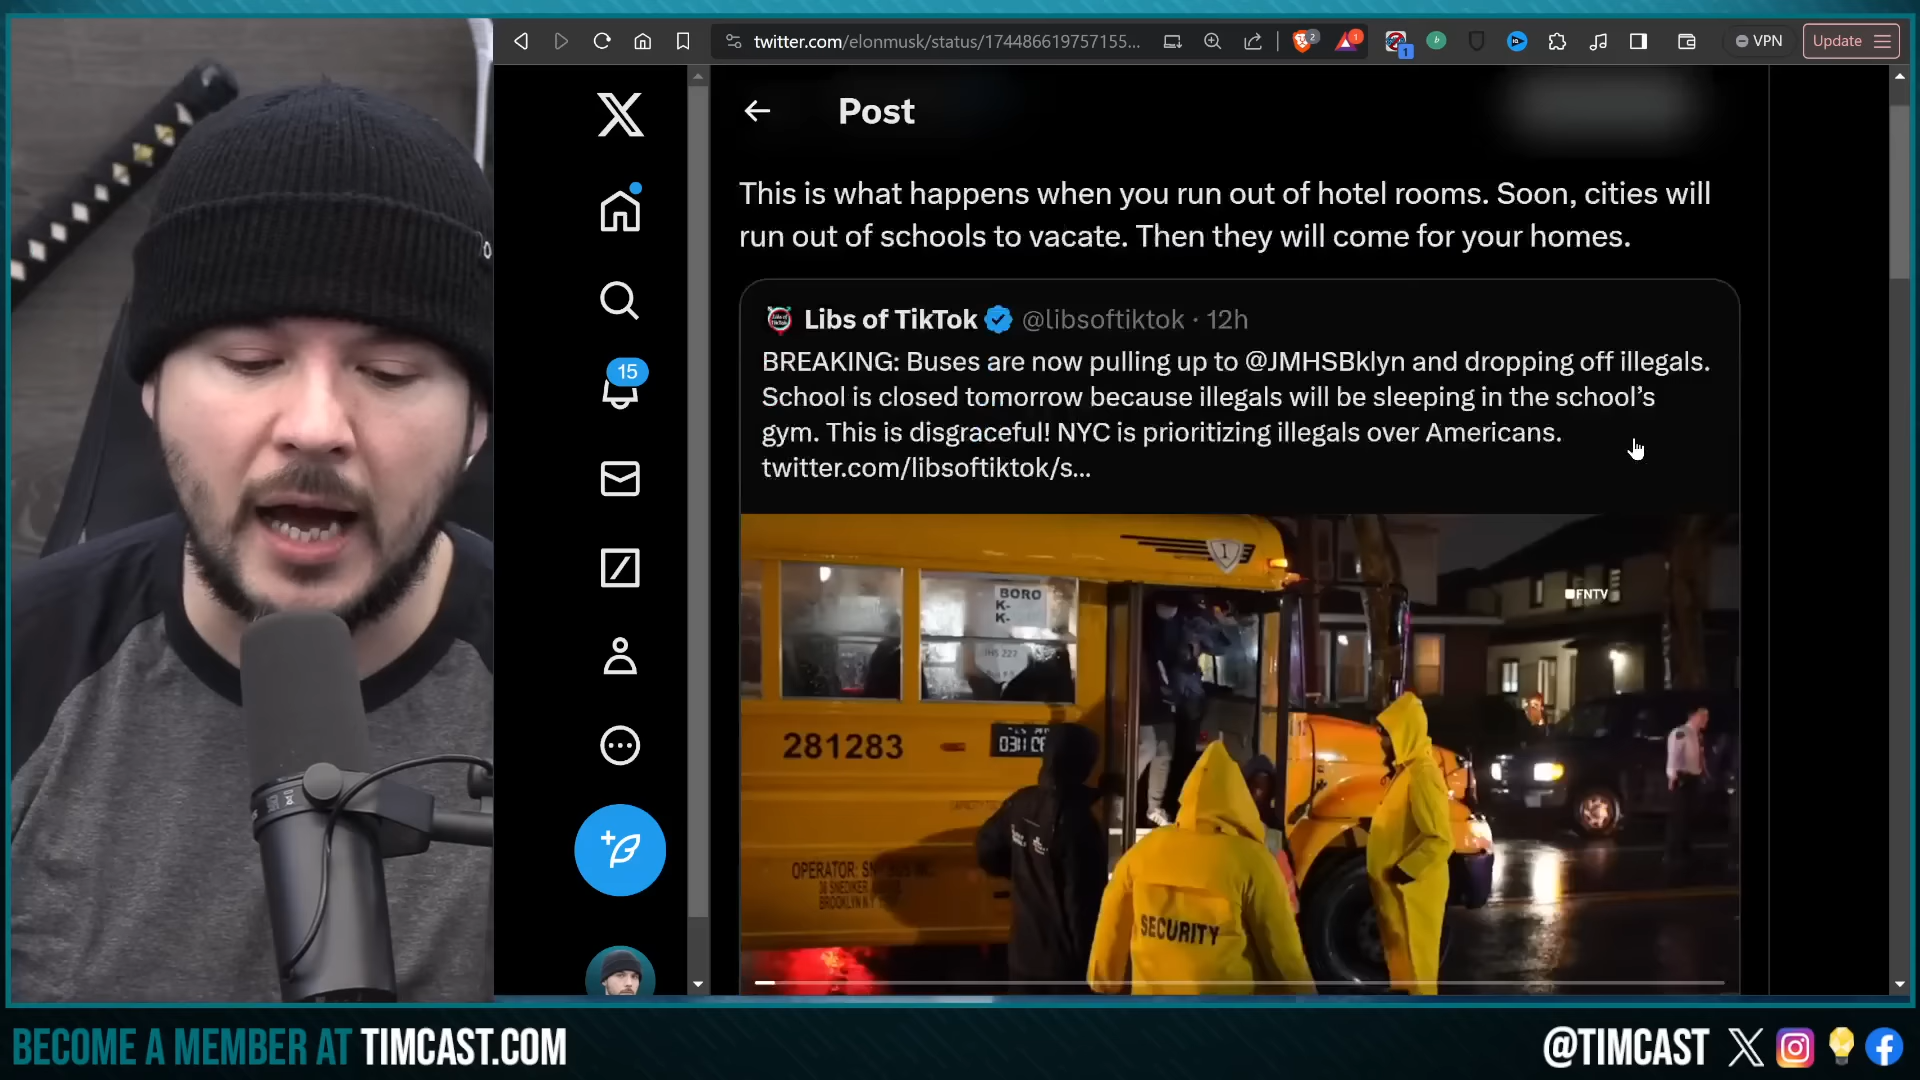 twitter.com/elonmusk/status/174486619757155...
2
1
1
VPN
Update
Post
This is what happens when you run out of hotel rooms. Soon, cities will
run out of schools to vacate. Then they will come for your homes.
Libs of TikTok @libsoftiktok · 12h
BREAKING: Buses are now pulling up to @JMHSBklyn and dropping off illegals.
School is closed tomorrow because illegals will be sleeping in the school's
gym. This is disgraceful! NYC is prioritizing illegals over Americans.
twitter.com/libsoftiktok/s...
15
1
BORO
K-
K-
FNTV
281283
SECURITY
BECOME A MEMBER AT TIMCAST.COM
@TIMCAST